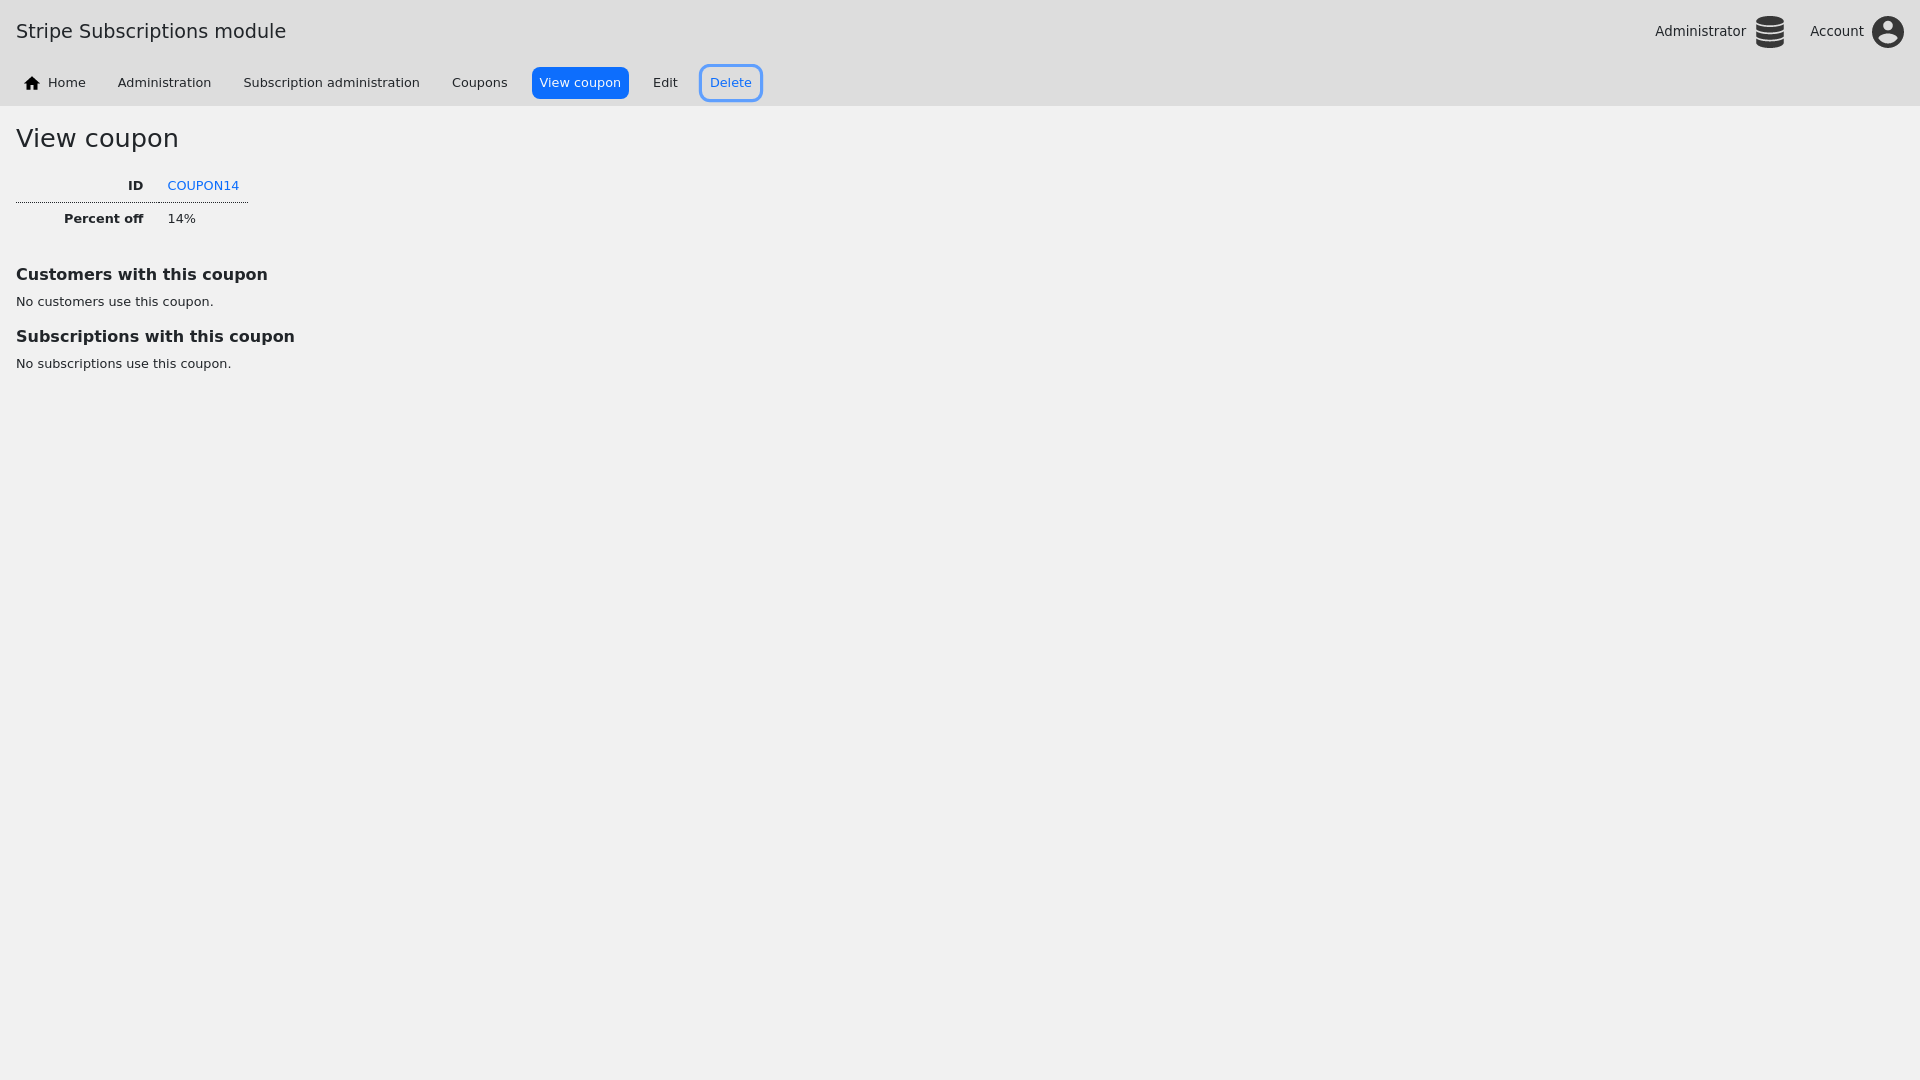 Stripe Subscriptions module
Administrator
Account
Home
Administration
Subscription administration
Coupons
View coupon
Edit
Delete
View coupon
ID COUPON14
Percent off 14%
Customers with this coupon
No customers use this coupon.
Subscriptions with this coupon
No subscriptions use this coupon.